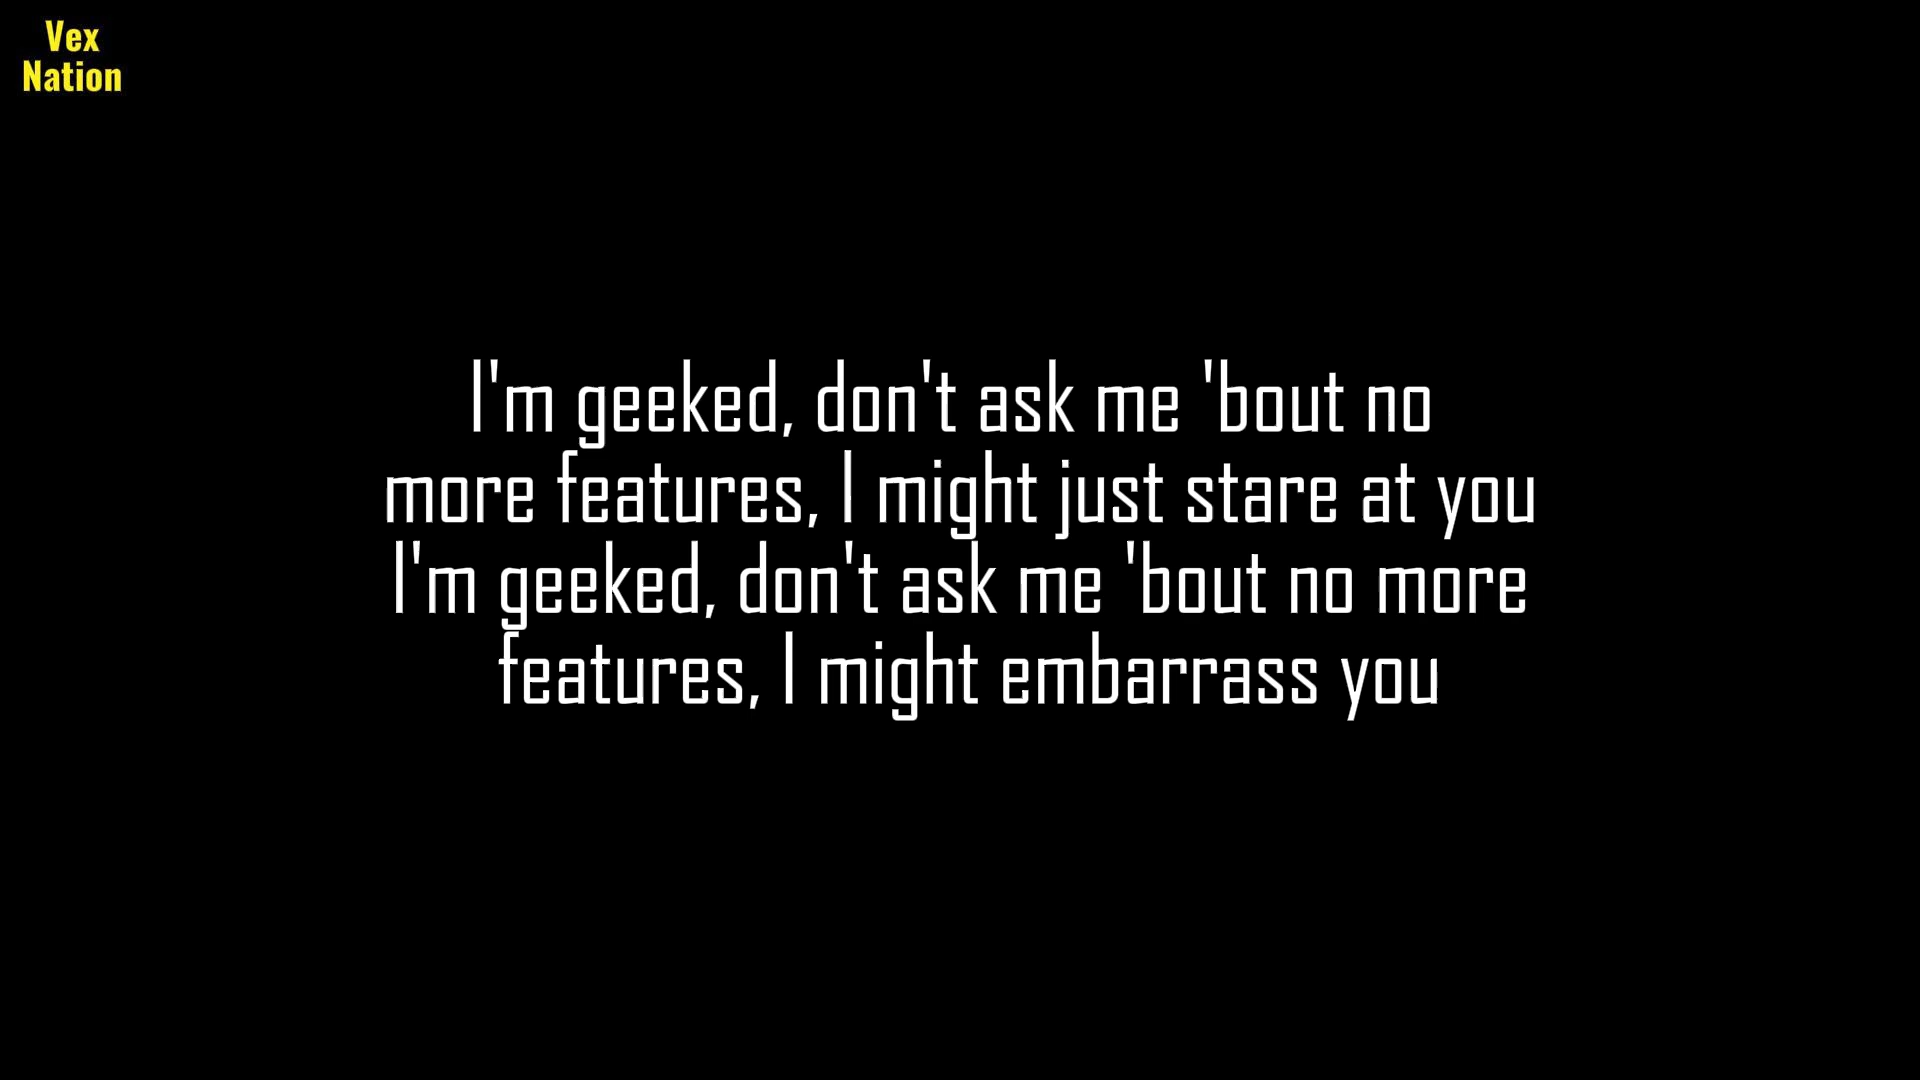 Vex
Nation
I'm geeked, don't ask me 'bout no
more features, I might just stare at you
I'm geeked, don't ask me 'bout no more
features, I might embarrass you